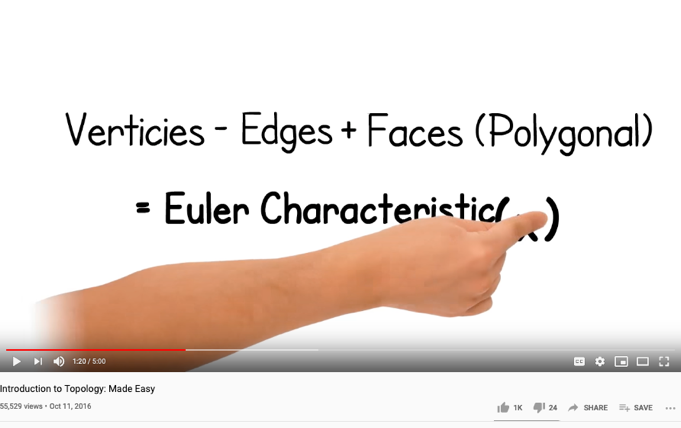 Verticies - Edges + Faces (Polygonal)
= Euler Characteristic( )
1:20 / 5:00
CC
Introduction to Topology: Made Easy
55,529 views • Oct 11, 2016
1K 24 SHARE SAVE